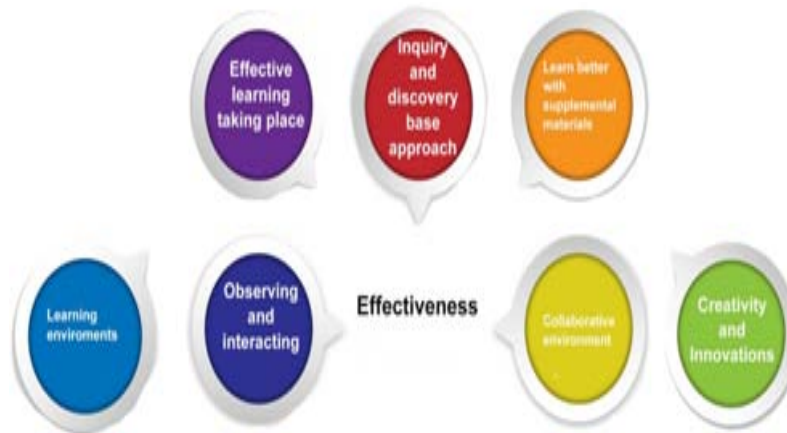 Effective
learning
taking place
Inquiry
and
discovery
base
approach
Learn better
with
supplemental
materials
Learning
enviroments
Observing
and
interacting
Effectiveness
Collaborative
environment
Creativity
and
Innovations